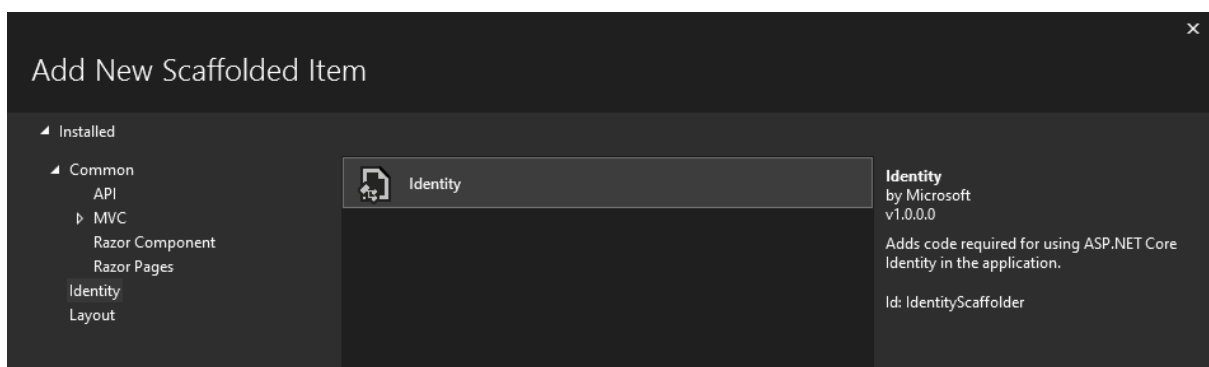 Add New Scaffolded Item
Installed
Common
API
MVC
Razor Component
Razor Pages
Identity
Layout
Identity
Identity
by Microsoft
v1.0.0.0
Adds code required for using ASP.NET Core
Identity in the application.
Id: IdentityScaffolder